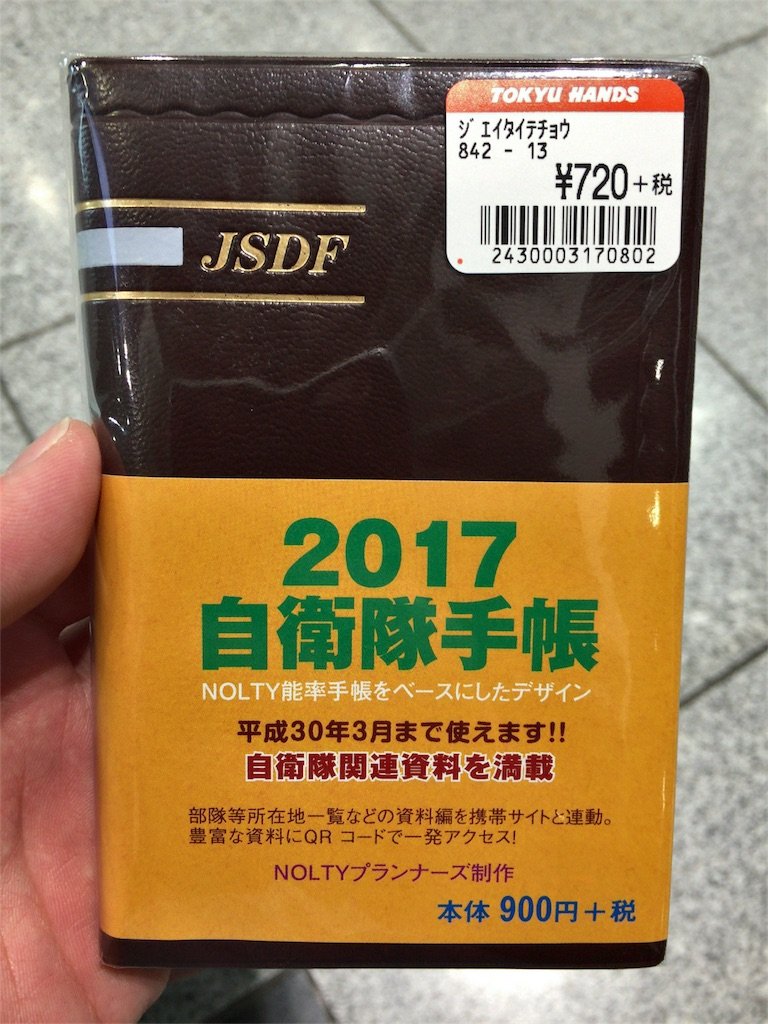 TOKYU HANDS
ジエイタイテチョウ
842 - 13
¥720+税
2430003170802
JSDF
2017
自衛隊手帳
NOLTY能率手帳をベースにしたデザイン
平成30年3月まで使えます!!
自衛隊関連資料を満載
部隊等所在地一覧などの資料編を携帯サイトと連動。
豊富な資料にQRコードで一発アクセス!
NOLTYプランナーズ制作
本体 900円+税